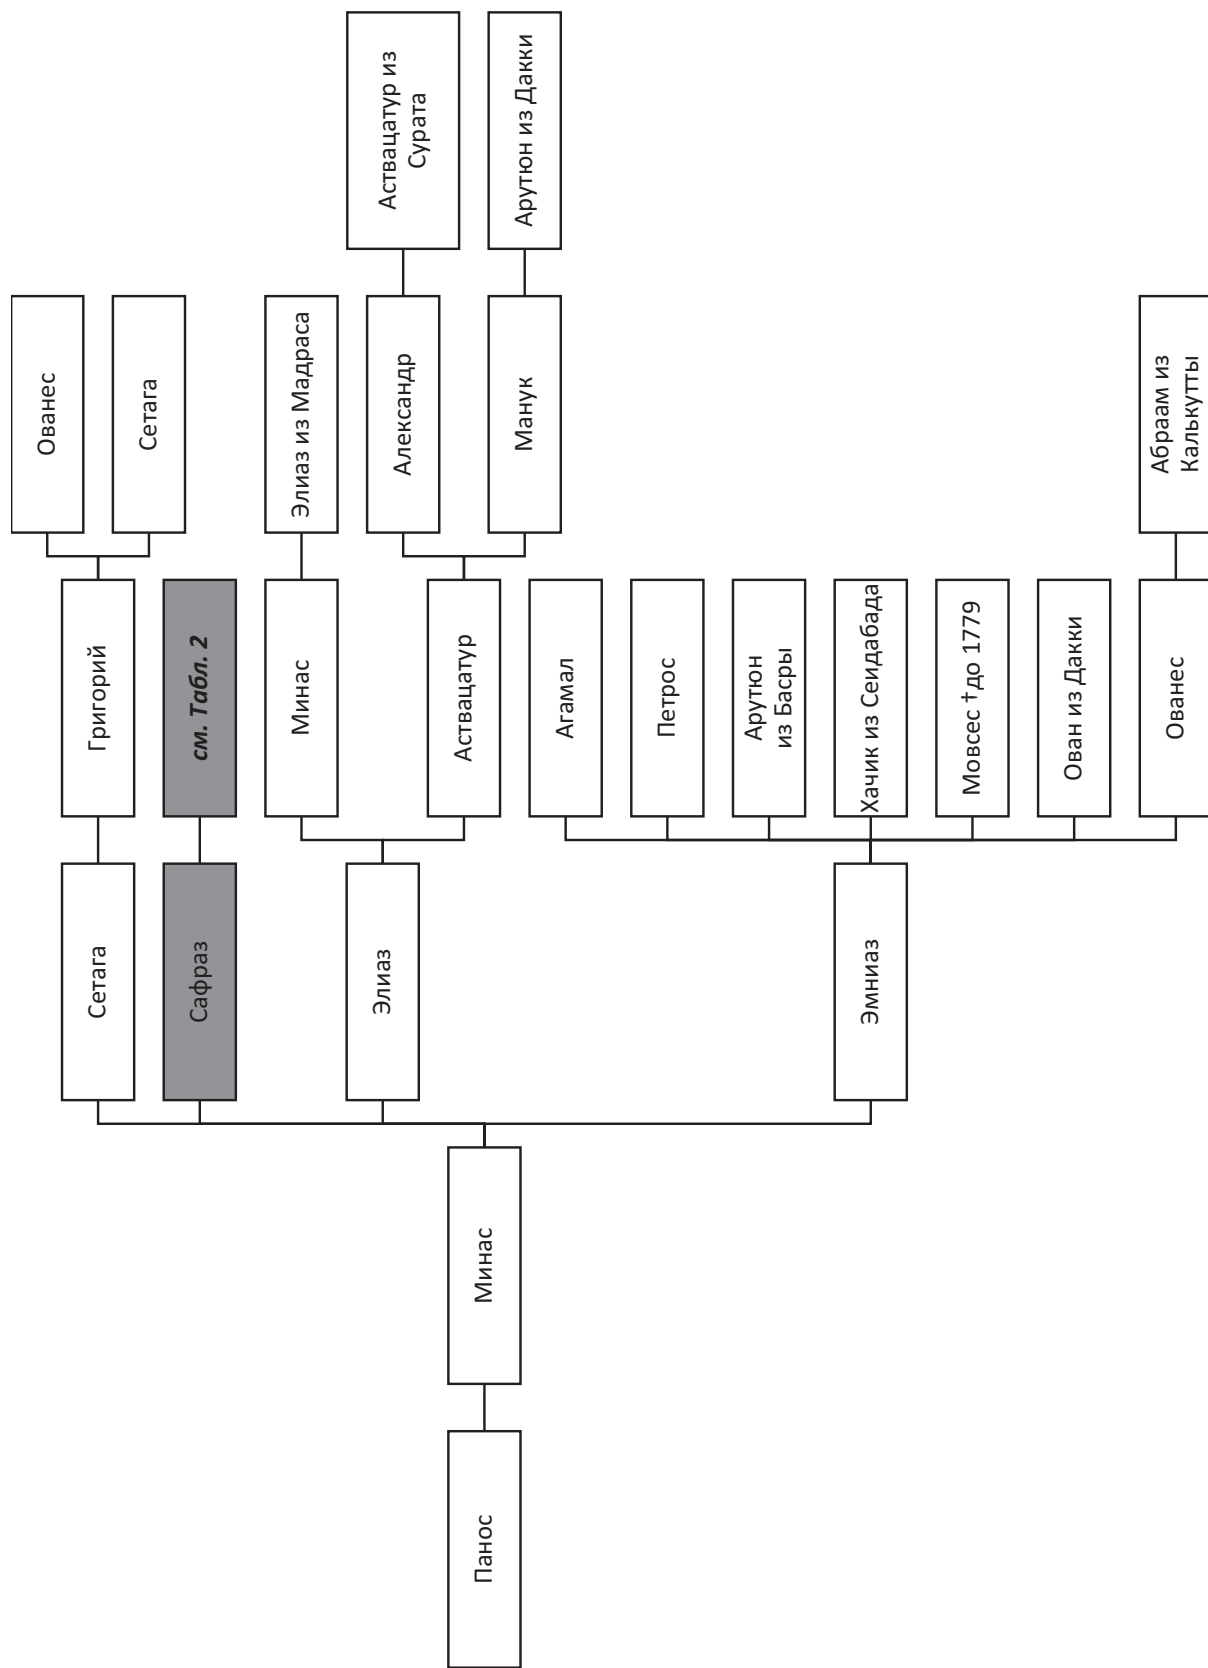 Панос
Минас
Сетага
Сафраз
Элиаз
Эмниаз
Григорий
см. Табл. 2
Минас
Аствацатур
Агамал
Петрос
Арутюн
из Басры
Хачик из Сеидабада
Мовсес †до 1779
Ован из Дакки
Ованес
Ованес
Сетага
Элиаз из Мадраса
Александр
Манук
Абраам из
Калькутты
Аствацатур из
Сурата
Арутюн из Дакки